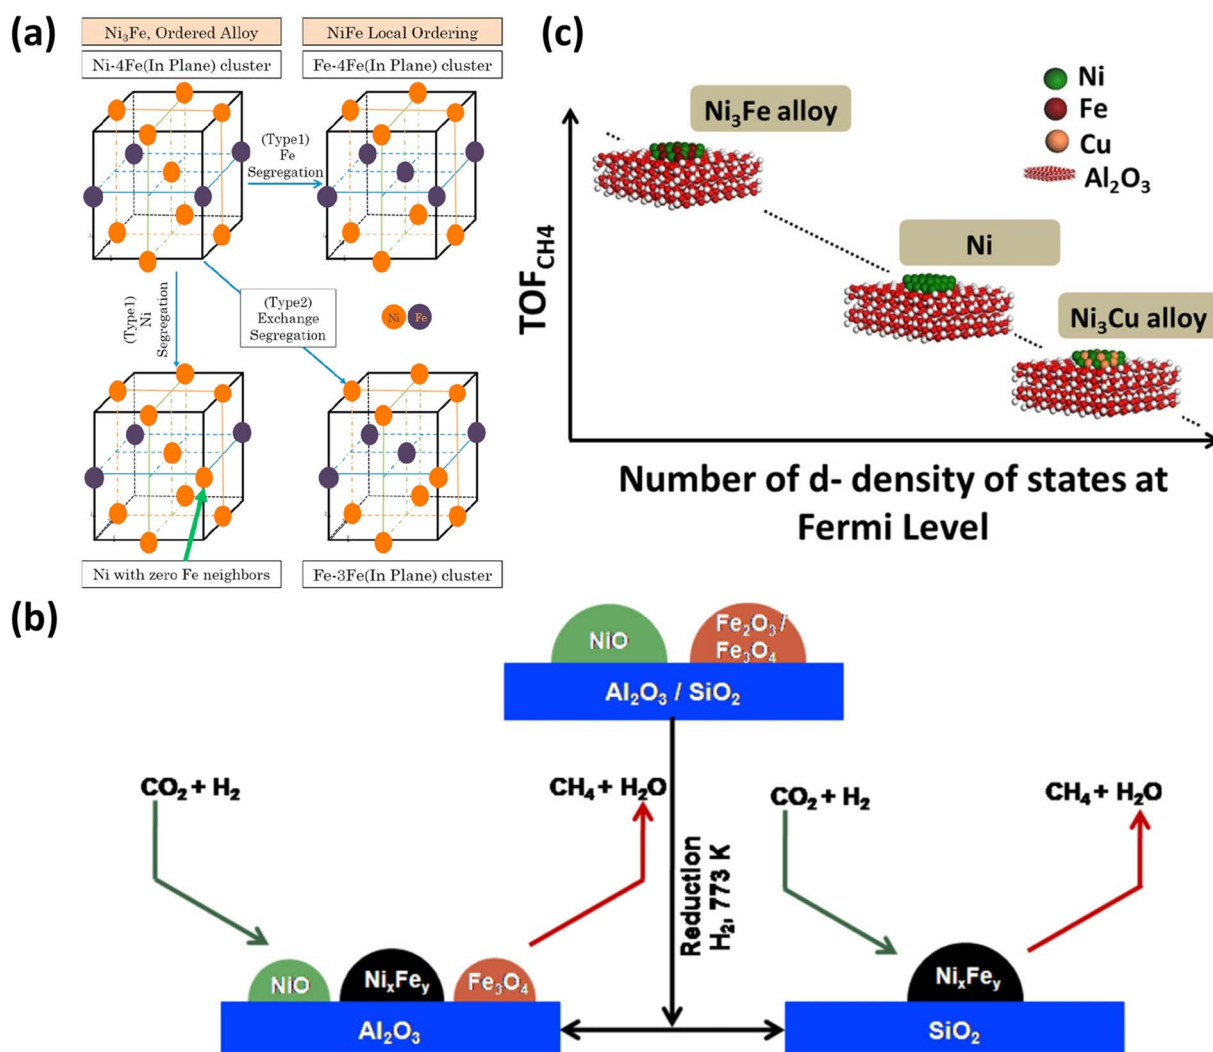 (a)
Ni₃Fe, Ordered Alloy
NiFe Local Ordering
Ni-4Fe(In Plane) cluster
Fe-4Fe(In Plane) cluster
(Type1)
Fe
Segregation
(Type1)
Ni
Segregation
(Type2)
Exchange
Segregation
Ni
Fe
Ni with zero Fe neighbors
Fe-3Fe(In Plane) cluster
(c)
Ni
Fe
Cu
Al₂O₃
Ni₃Fe alloy
Ni
Ni₃Cu alloy
TOF_CH4
Number of d- density of states at
Fermi Level
(b)
NiO
Fe₂O₃ /
Fe₃O₄
Al₂O₃ / SiO₂
CO₂ + H₂
CH₄ + H₂O
Reduction
H₂, 773 K
CO₂ + H₂
CH₄ + H₂O
NiO
NiₓFeᵧ
Fe₃O₄
Al₂O₃
NiₓFeᵧ
SiO₂